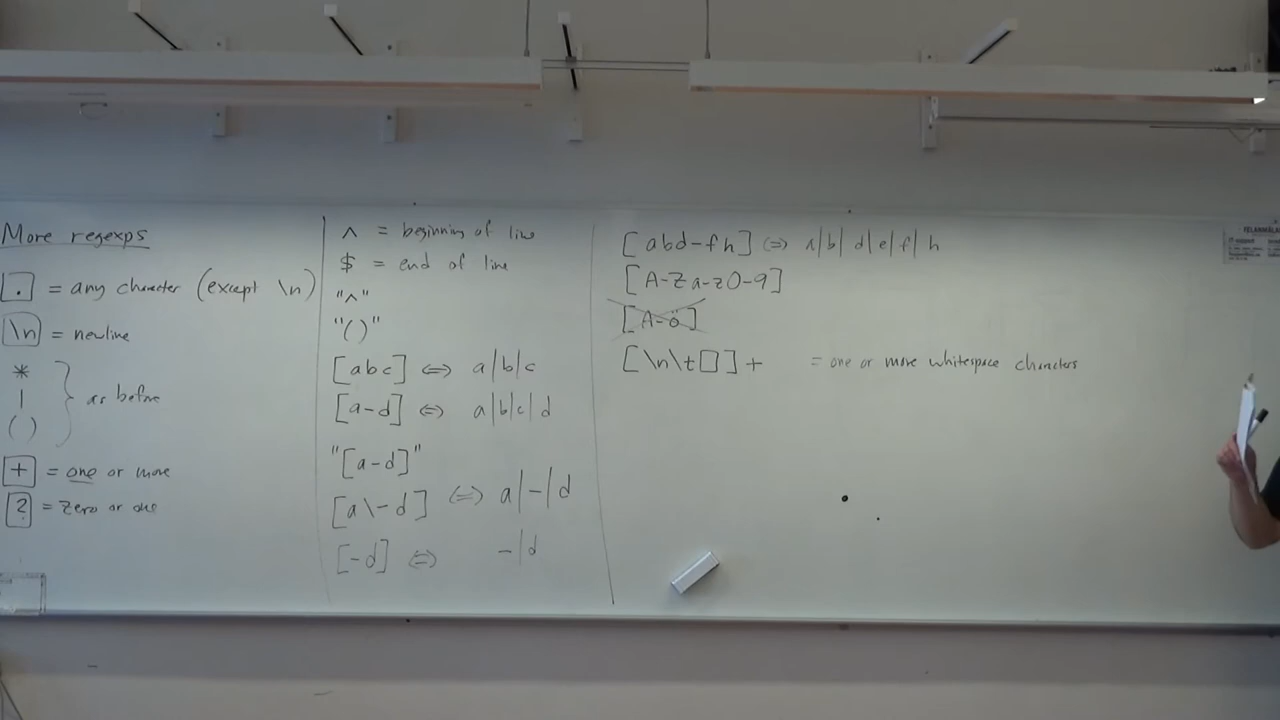 More regexps
. = any character (except \n)
\n = newline
*
|
( )
} as before
+ = one or more
? = zero or one
^ = beginning of line
$ = end of line
"^"
"()"
[abc] ⇔ a|b|c
[a-d] ⇔ a|b|c|d
"[a-d]"
[a\-d] ⇔ a|-|d
[-d] ⇔ -|d
[abd-fh] ⇔ a|b|d|e|f|h
[A-Za-z0-9]
[A-ö]
[\n\t□]+ = one or more whitespace characters